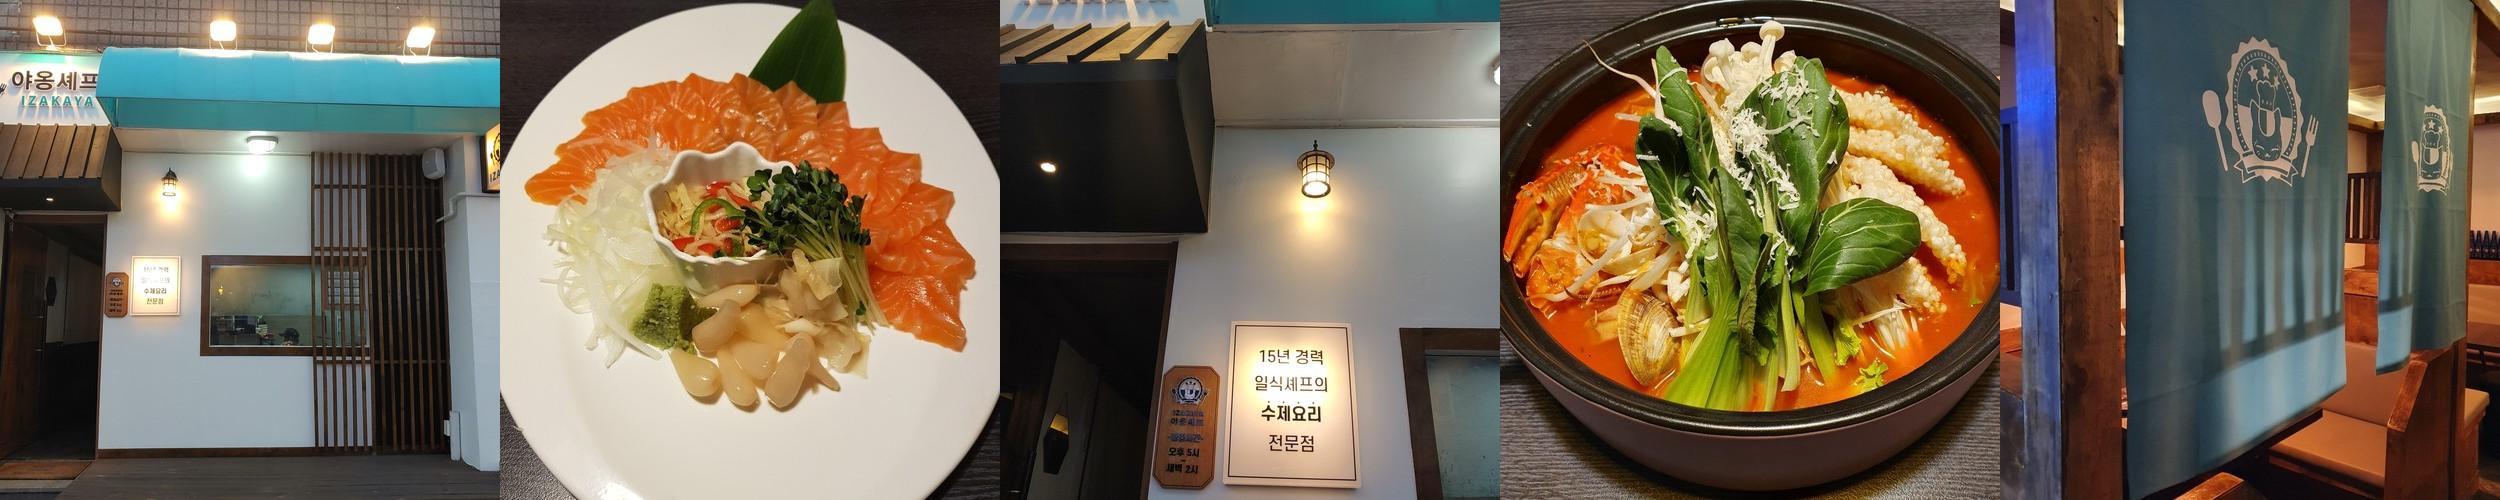 야옹셰프
IZAKAYA
15년 경력
일식셰프의
수제요리
전문점
15년 경력
일식셰프의
수제요리
전문점
IZAKAYA
야옹셰프
오후 5시
새벽 2시